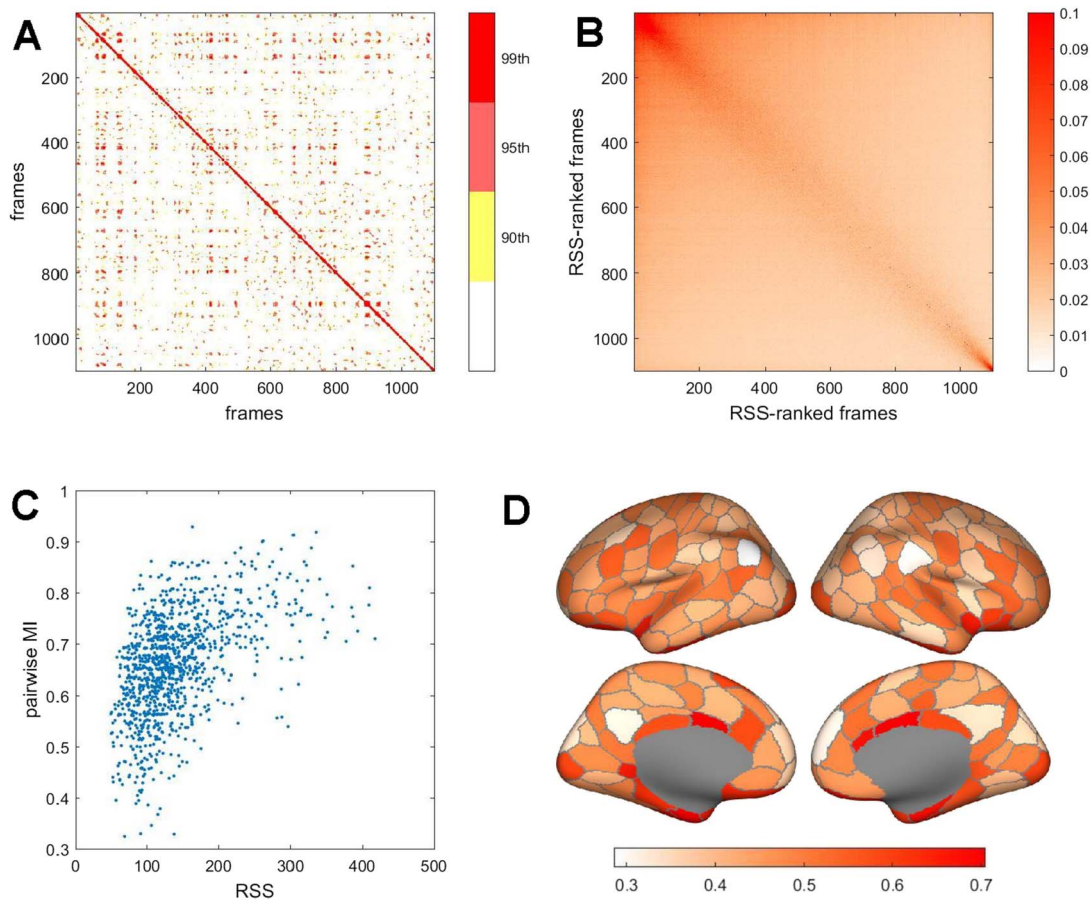 A
99th
95th
90th
frames
200
400
600
800
1000
200 400 600 800 1000
frames
B
0.1
0.09
0.08
0.07
0.06
0.05
0.04
0.03
0.02
0.01
0
RSS-ranked frames
200
400
600
800
1000
200 400 600 800 1000
RSS-ranked frames
C
pairwise MI
1
0.9
0.8
0.7
0.6
0.5
0.4
0.3
0 100 200 300 400 500
RSS
D
0.3 0.4 0.5 0.6 0.7